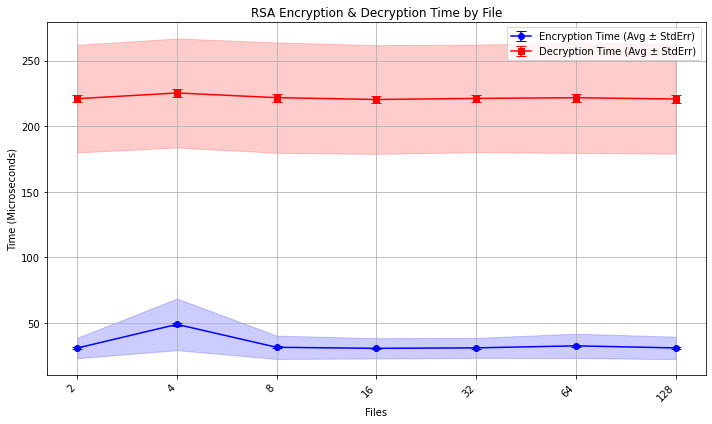 RSA Encryption & Decryption Time by File
Encryption Time (Avg ± StdErr)
Decryption Time (Avg ± StdErr)
Time (Microseconds)
250
200
150
100
50
2
4
8
16
32
64
128
Files